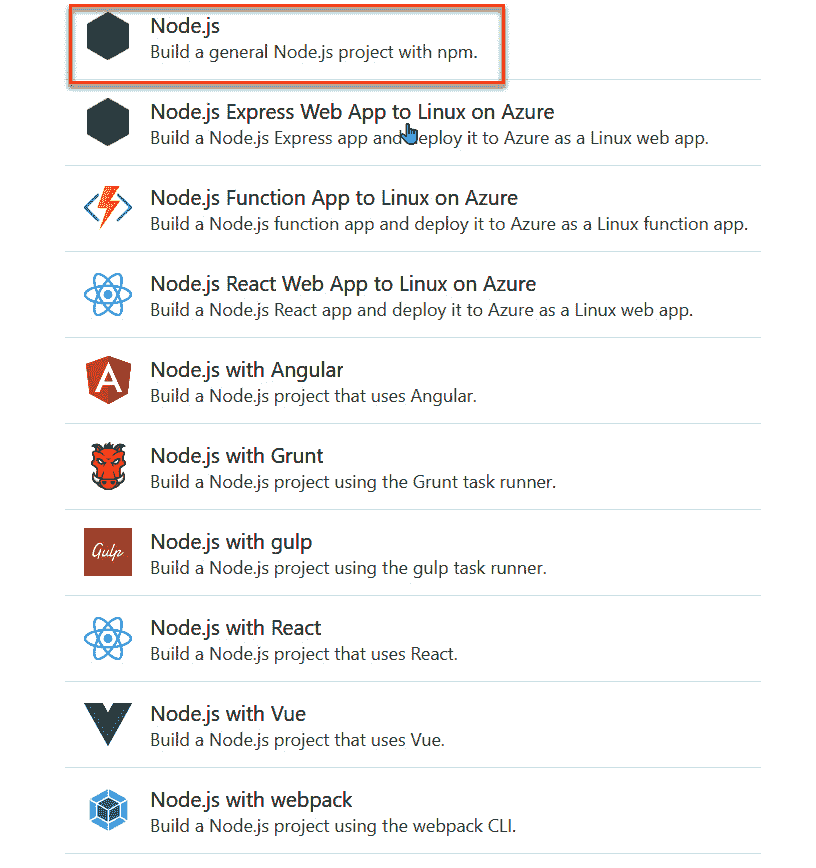 Node.js
Build a general Node.js project with npm.
Node.js Express Web App to Linux on Azure
Build a Node.js Express app and deploy it to Azure as a Linux web app.
Node.js Function App to Linux on Azure
Build a Node.js function app and deploy it to Azure as a Linux function app.
Node.js React Web App to Linux on Azure
Build a Node.js React app and deploy it to Azure as a Linux web app.
A
Node.js with Angular
Build a Node.js project that uses Angular.
Node.js with Grunt
Build a Node.js project using the Grunt task runner.
Gulp
Node.js with gulp
Build a Node.js project using the gulp task runner.
Node.js with React
Build a Node.js project that uses React.
Node.js with Vue
Build a Node.js project that uses Vue.
Node.js with webpack
Build a Node.js project using the webpack CLI.